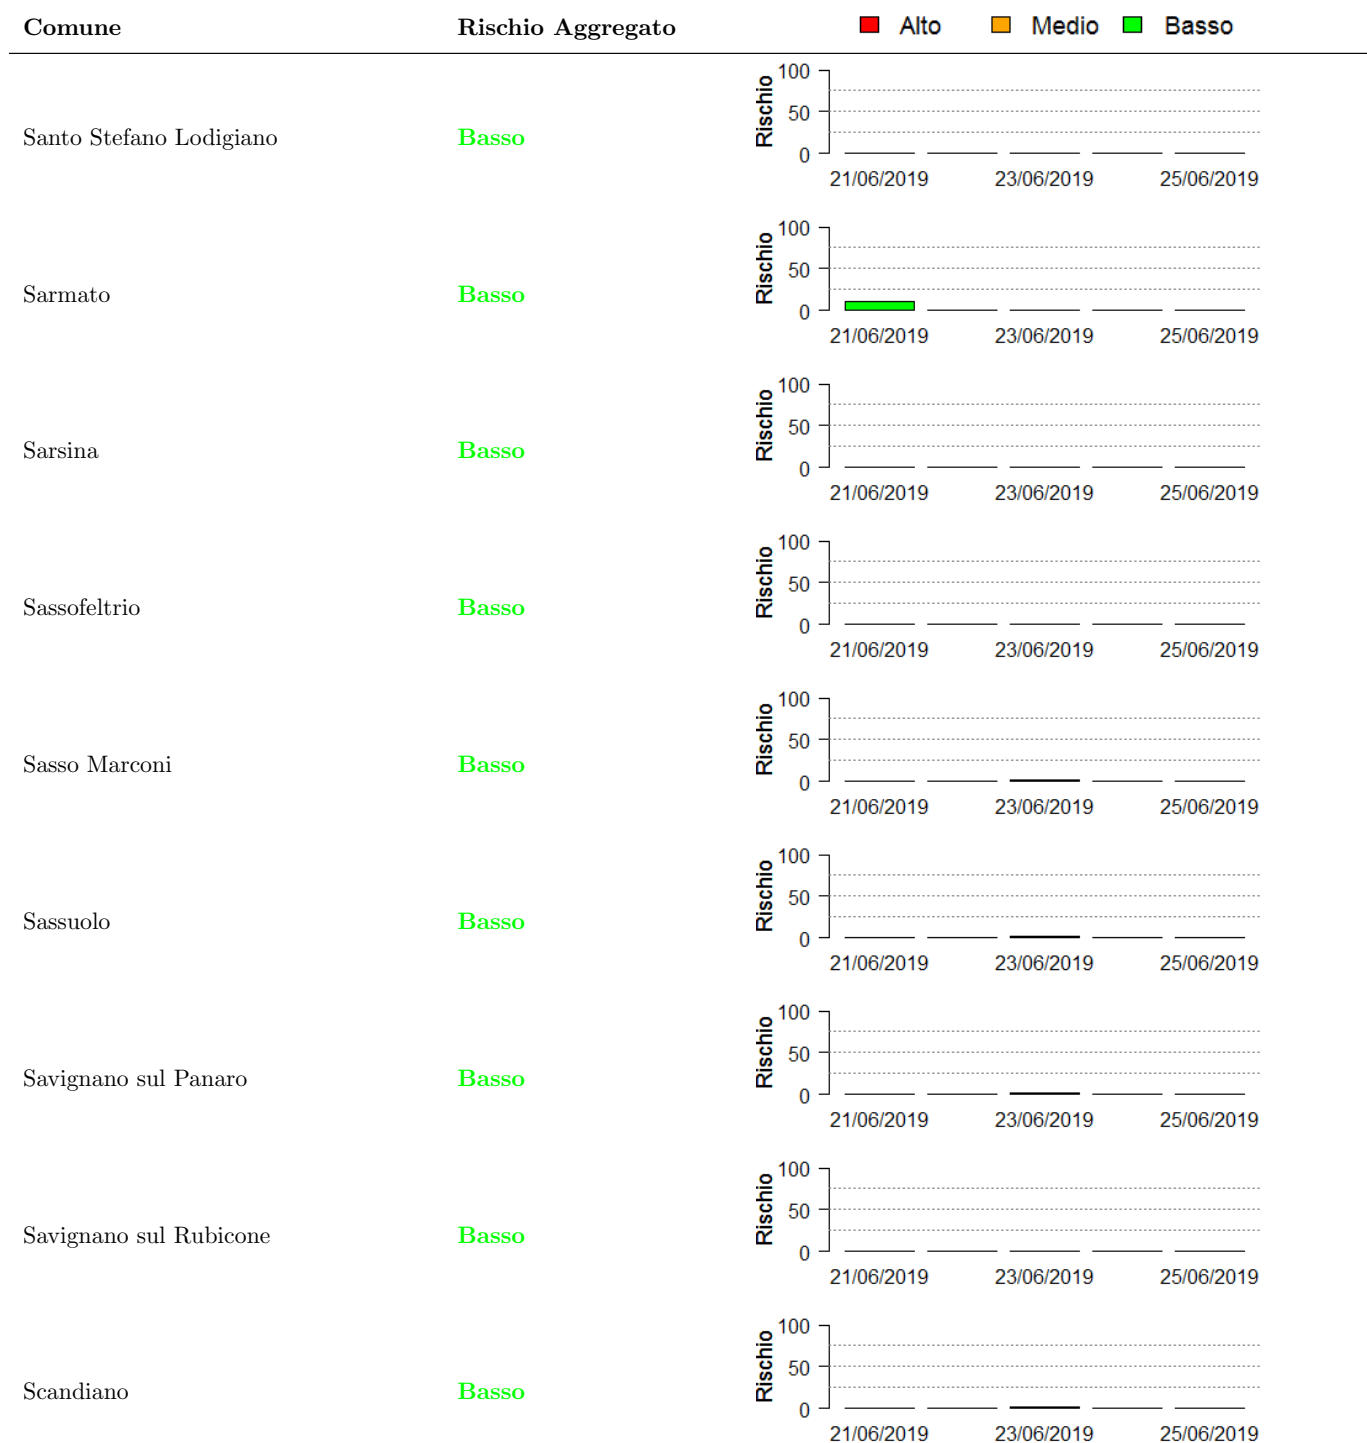 Comune Rischio Aggregato Alto Medio Basso
100
50
0
Rischio
Santo Stefano Lodigiano Basso
21/06/2019 23/06/2019 25/06/2019
100
50
0
Rischio
Sarmato Basso
21/06/2019 23/06/2019 25/06/2019
100
50
0
Rischio
Sarsina Basso
21/06/2019 23/06/2019 25/06/2019
100
50
0
Rischio
Sassofeltrio Basso
21/06/2019 23/06/2019 25/06/2019
100
50
0
Rischio
Sasso Marconi Basso
21/06/2019 23/06/2019 25/06/2019
100
50
0
Rischio
Sassuolo Basso
21/06/2019 23/06/2019 25/06/2019
100
50
0
Rischio
Savignano sul Panaro Basso
21/06/2019 23/06/2019 25/06/2019
100
50
0
Rischio
Savignano sul Rubicone Basso
21/06/2019 23/06/2019 25/06/2019
100
50
0
Rischio
Scandiano Basso
21/06/2019 23/06/2019 25/06/2019